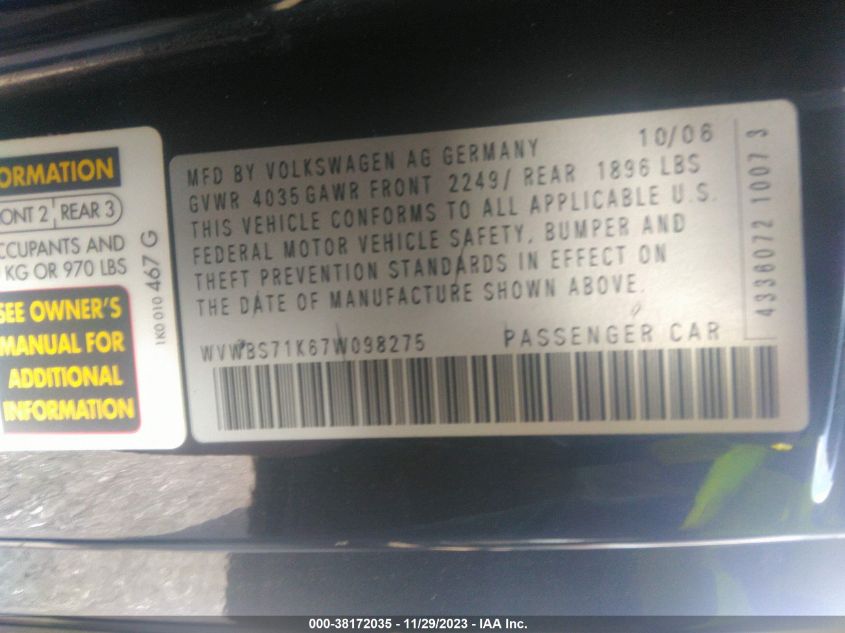 ORMATION
ONT 2 REAR 3
CCUPANTS AND
KG OR 970 LBS
SEE OWNER'S
MANUAL FOR
ADDITIONAL
INFORMATION
1K0 010 467 G
10/06
MFD BY VOLKSWAGEN AG GERMANY
GVWR 4035 GAWR FRONT 2249/ REAR 1896 LBS
THIS VEHICLE CONFORMS TO ALL APPLICABLE U.S.
FEDERAL MOTOR VEHICLE SAFETY, BUMPER AND
THEFT PREVENTION STANDARDS IN EFFECT ON
THE DATE OF MANUFACTURE SHOWN ABOVE.
WVWBS71K67W098275 PASSENGER CAR
4336072 1007 3
000-38172035 - 11/29/2023 - IAA Inc.